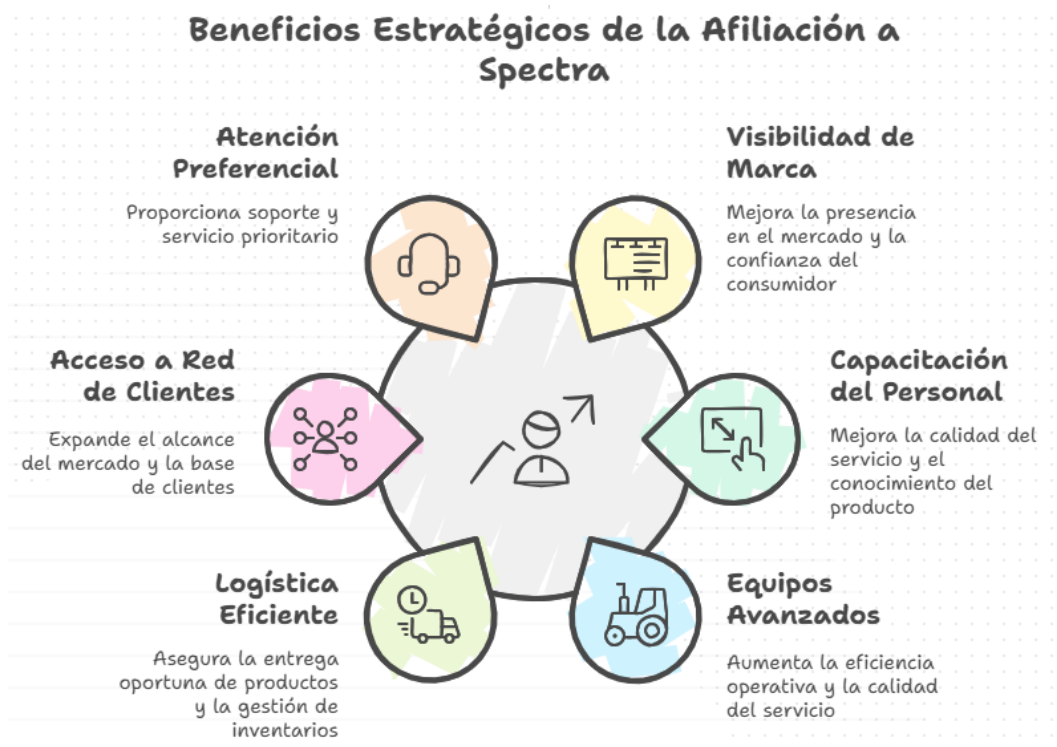 Beneficios Estratégicos de la Afiliación a
Spectra
Atención
Preferencial
Proporciona soporte y
servicio prioritario
Visibilidad de
Marca
Mejora la presencia
en el mercado y la
confianza del
consumidor
Acceso a Red
de Clientes
Expande el alcance
del mercado y la base
de clientes
Capacitación
del Personal
Mejora la calidad del
servicio y el
conocimiento del
producto
Logística
Eficiente
Asegura la entrega
oportuna de productos
y la gestión de
inventarios
Equipos
Avanzados
Aumenta la eficiencia
operativa y la calidad
del servicio